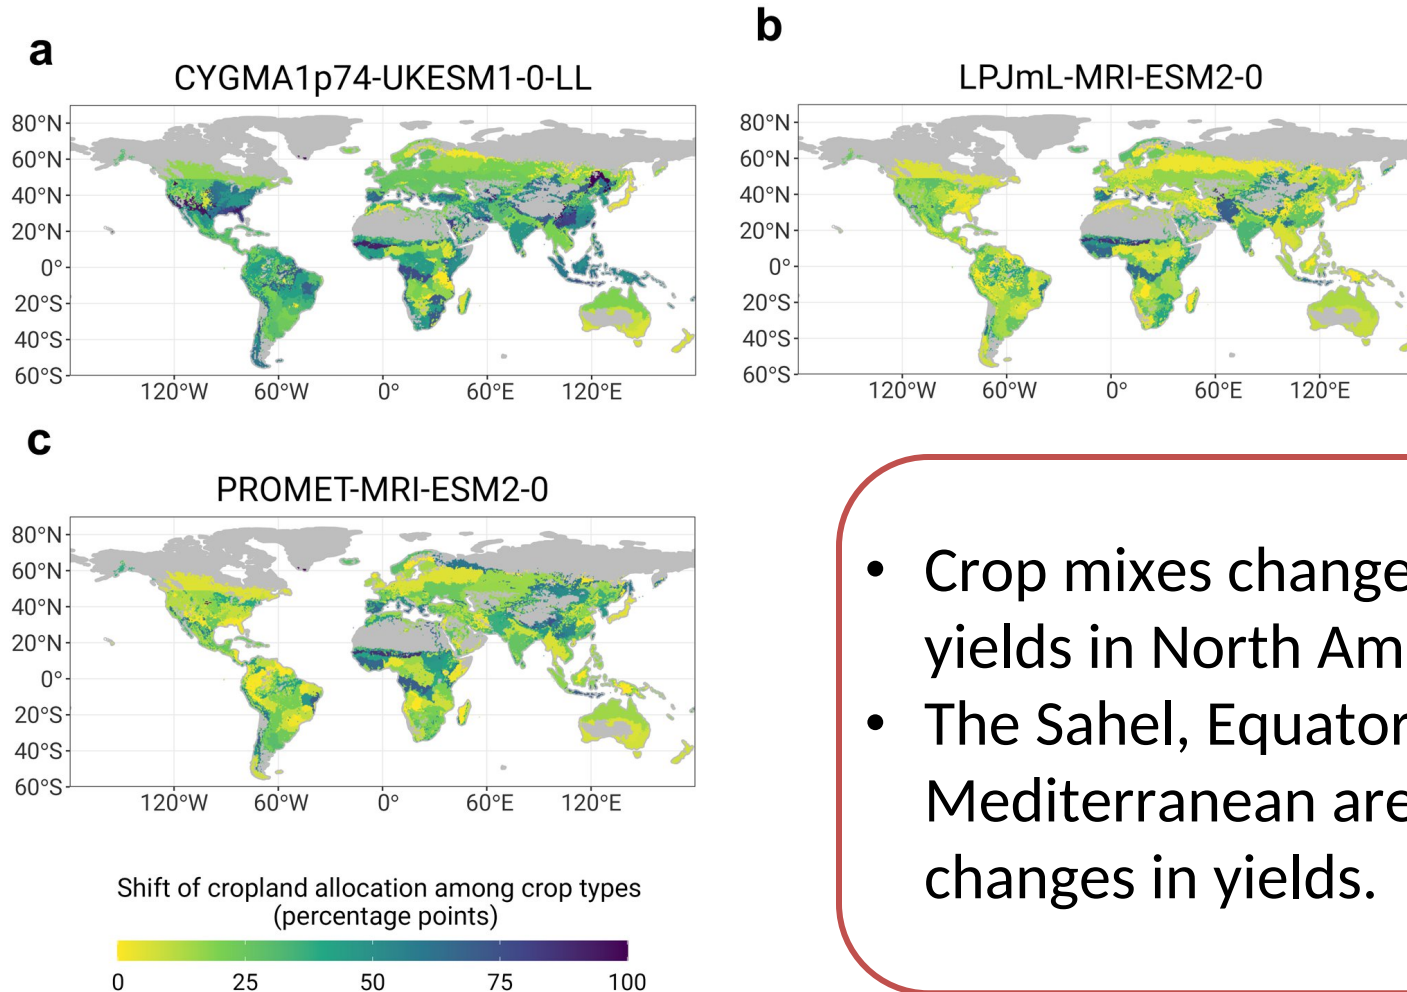 a
CYGMA1p74-UKESM1-0-LL
80°N
60°N
40°N
20°N
0°
20°S
40°S
60°S
120°W 60°W 0° 60°E 120°E
b
LPJmL-MRI-ESM2-0
80°N
60°N
40°N
20°N
0°
20°S
40°S
60°S
120°W 60°W 0° 60°E 120°E
c
PROMET-MRI-ESM2-0
80°N
60°N
40°N
20°N
0°
20°S
40°S
60°S
120°W 60°W 0° 60°E 120°E
Shift of cropland allocation among crop types
(percentage points)
0 25 50 75 100
• Crop mixes change
yields in North Am
• The Sahel, Equator
Mediterranean are
changes in yields.